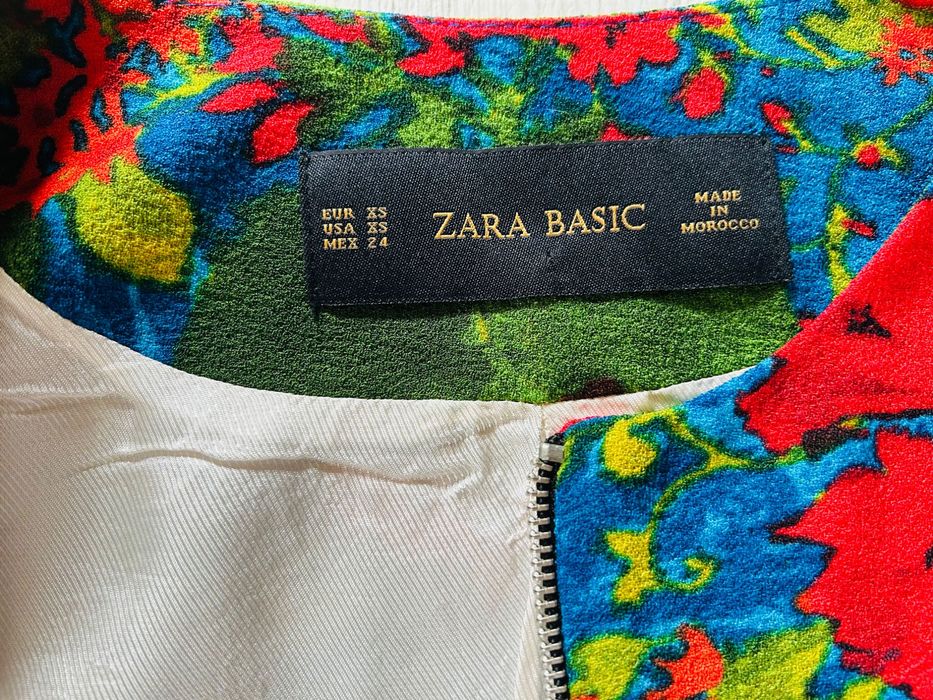 EUR XS
USA XS
MEX 24
ZARA BASIC
MADE
IN
MOROCCO